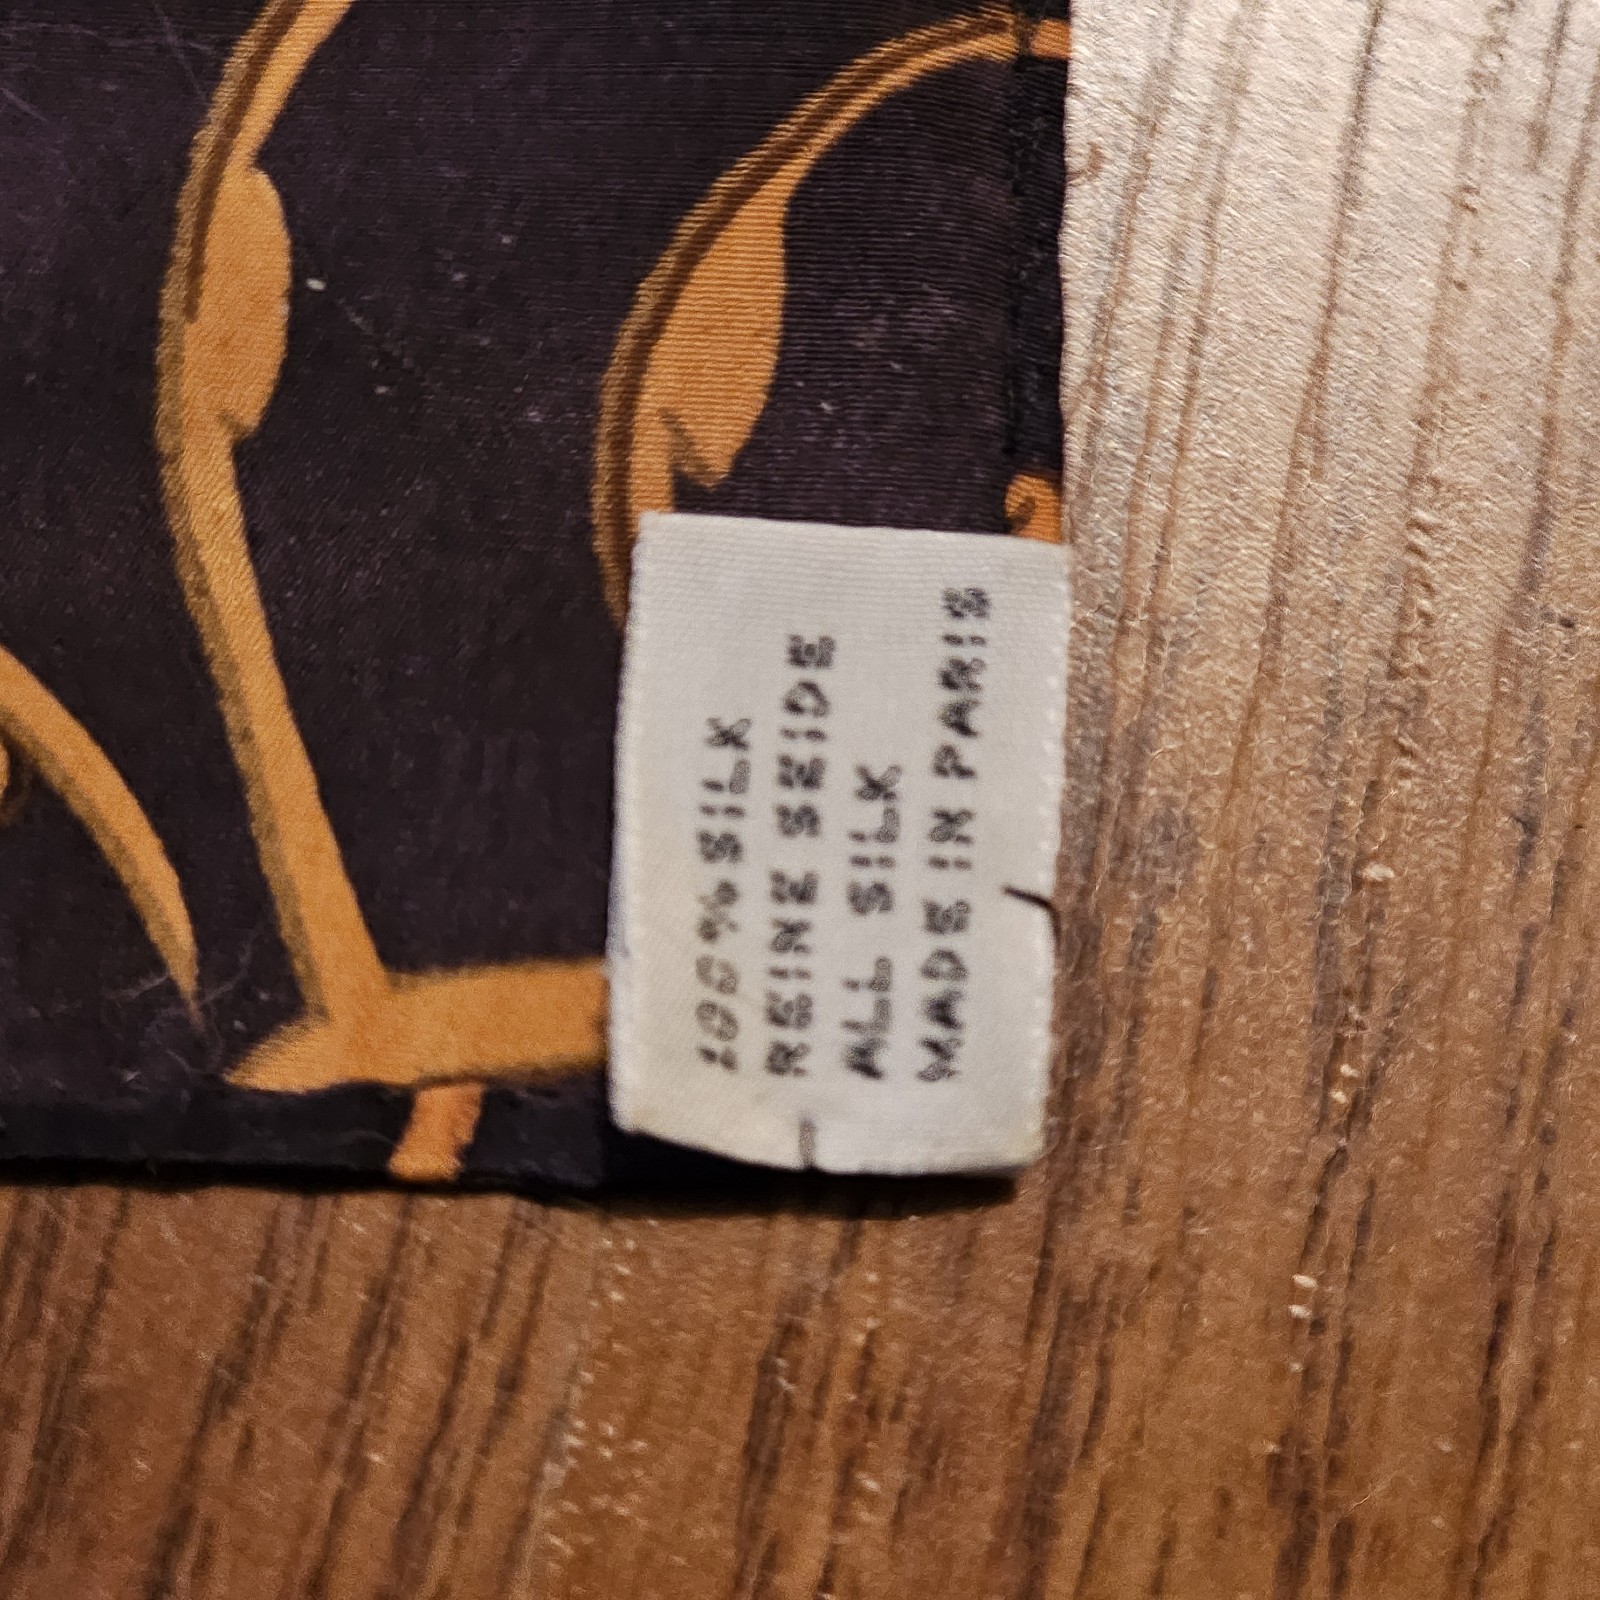 100% SILK
REINE SEIDE
ALL SILK
MADE IN PARIS